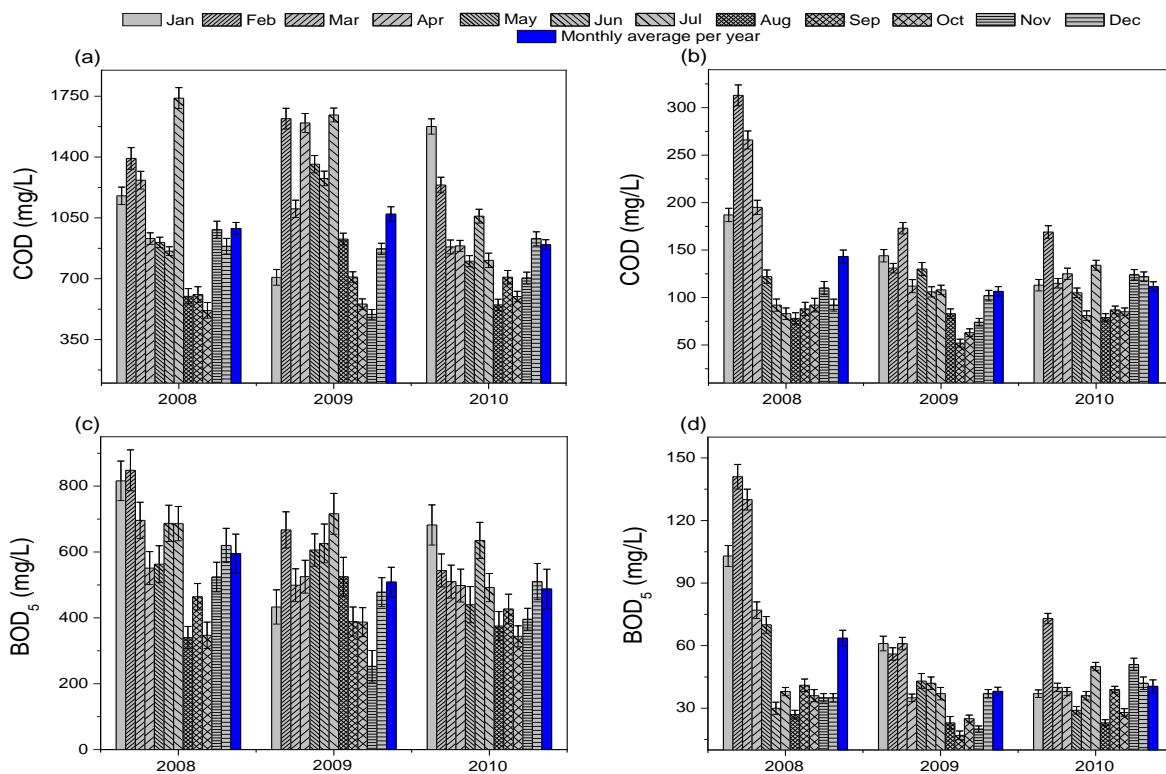 Jan Feb Mar Apr May Jun Jul Aug Sep Oct Nov Dec
Monthly average per year
(a)
COD (mg/L)
1750
1400
1050
700
350
2008 2009 2010
(b)
COD (mg/L)
300
250
200
150
100
50
2008 2009 2010
(c)
BOD5 (mg/L)
800
600
400
200
0
2008 2009 2010
(d)
BOD5 (mg/L)
150
120
90
60
30
2008 2009 2010